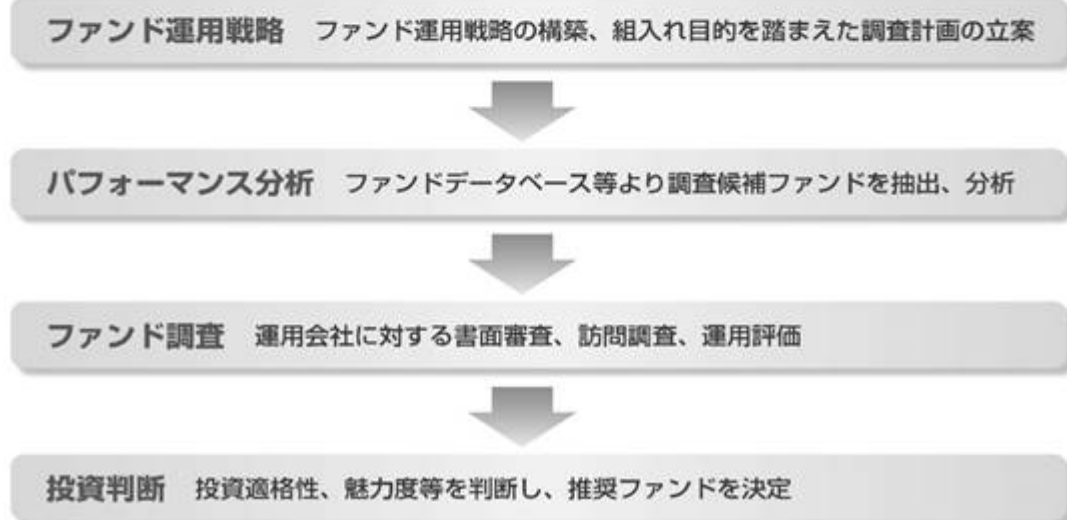 ファンド運用戦略 ファンド運用戦略の構築、組入れ目的を踏まえた調査計画の立案
パフォーマンス分析 ファンドデータベース等より調査候補ファンドを抽出、分析
ファンド調査 運用会社に対する書面審査、訪問調査、運用評価
投資判断 投資適格性、魅力度等を判断し、推奨ファンドを決定